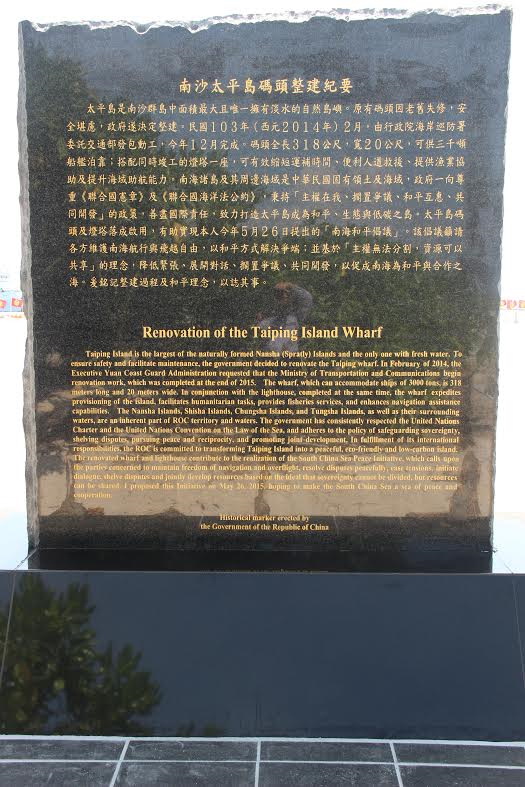 南沙太平島碼頭整建紀要
太平島是南沙群島中面積最大且唯一擁有淡水的自然島嶼。原有碼頭因老舊失修，安
全堪慮，政府遂決定整建。民國103年（西元2014年）2月，由行政院海岸巡防署
委託交通部發包動工，今年12月完成。碼頭全長318公尺，寬20公尺，可供三千噸
船艦泊靠；搭配同時竣工的燈塔一座，可有效縮短運補時間、便利人道救援、提供漁業協
助及提升海域助航能力。南海諸島及其周邊海域是中華民國固有領土及海域，政府一向尊
重《聯合國憲章》及《聯合國海洋法公約》，秉持「主權在我、擱置爭議、和平互惠、共
同開發」的政策，善盡國際責任，致力打造太平島成為和平、生態與低碳之島。太平島碼
頭及燈塔落成啟用，有助實現本人今年5月26日提出的「南海和平倡議」，該倡議籲請
各方維護南海航行與飛越自由，以和平方式解決爭端；並基於「主權無法分割，資源可以
共享」的理念，降低緊張、展開對話、擱置爭議、共同開發，以促成南海為和平與合作之
海。爰銘記整建過程及和平理念，以誌其事。
Renovation of the Taiping Island Wharf
Taiping Island is the largest of the naturally formed Nansha (Spratly) Islands and the only one with fresh water. To
ensure safety and facilitate maintenance, the government decided to renovate the Taiping wharf. In February of 2014, the
Executive Yuan Coast Guard Administration requested that the Ministry of Transportation and Communications begin
renovation work, which was completed at the end of 2015. The wharf, which can accommodate ships of 3000 tons, is 318
meters long and 20 meters wide. In conjunction with the lighthouse, completed at the same time, the wharf expedites
provisioning of the island, facilitates humanitarian tasks, provides fisheries services, and enhances navigation assistance
capabilities. The Nansha Islands, Shisha Islands, Chungsha Islands, and Tungsha Islands, as well as their surrounding
waters, are an inherent part of ROC territory and waters. The government has consistently respected the United Nations
Charter and the United Nations Convention on the Law of the Sea, and adheres to the policy of safeguarding sovereignty,
shelving disputes, pursuing peace and reciprocity, and promoting joint development. In fulfillment of its international
responsibilities, the ROC is committed to transforming Taiping Island into a peaceful, eco-friendly and low-carbon island.
The renovated wharf and lighthouse contribute to the realization of the South China Sea Peace Initiative, which calls upon
the parties concerned to maintain freedom of navigation and overflight, resolve disputes peacefully, ease tensions, initiate
dialogue, shelve disputes and jointly develop resources based on the ideal that sovereignty cannot be divided, but resources
can be shared. I proposed this Initiative on May 26, 2015, hoping to make the South China Sea a sea of peace and
cooperation.
Historical marker erected by
the Government of the Republic of China